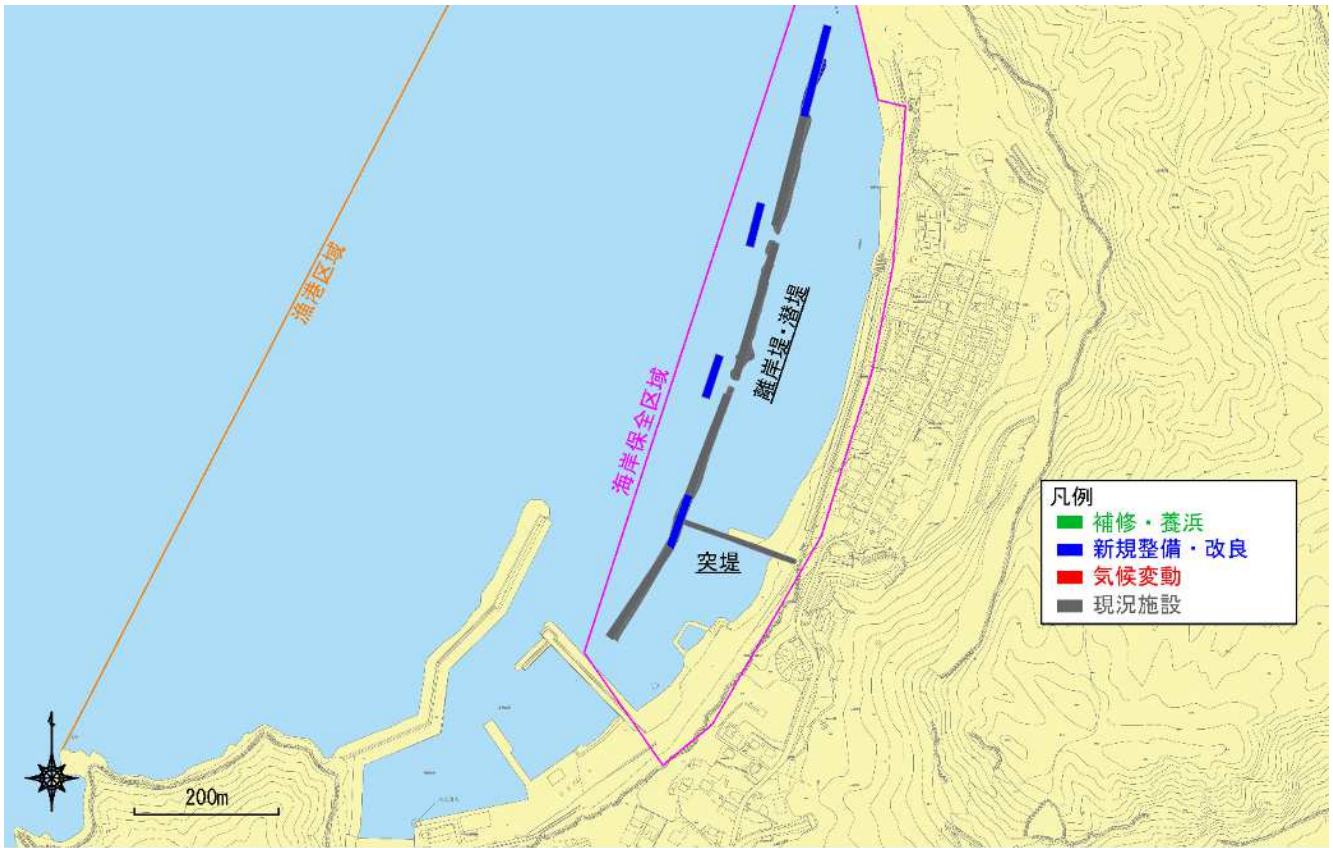 漁港区域
海岸保全区域
離岸堤・潜堤
突堤
凡例
補修・養浜
新規整備・改良
気候変動
現況施設
200m